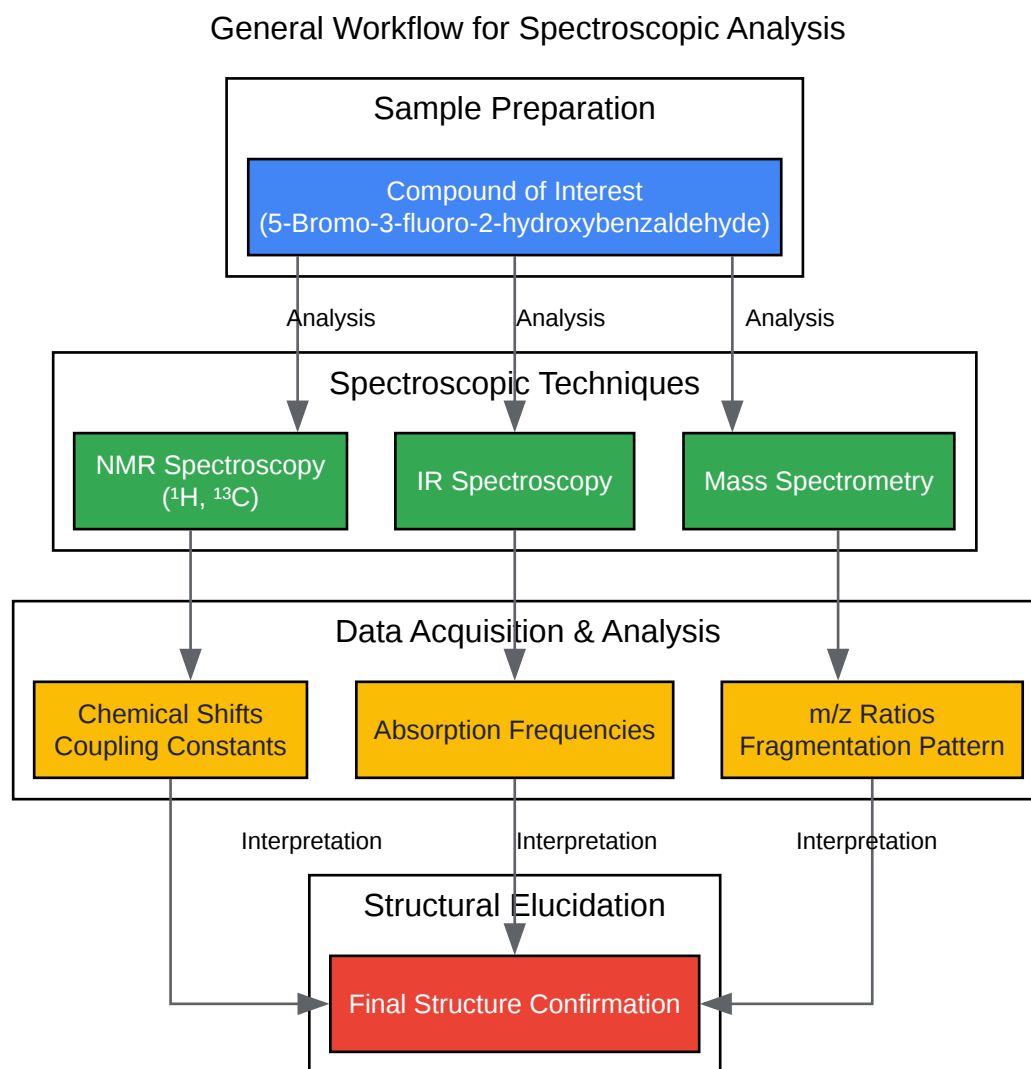 General Workflow for Spectroscopic Analysis
Sample Preparation
Compound of Interest
(5-Bromo-3-fluoro-2-hydroxybenzaldehyde)
Analysis
Analysis
Analysis
Spectroscopic Techniques
NMR Spectroscopy
(¹H, ¹³C)
IR Spectroscopy
Mass Spectrometry
Data Acquisition & Analysis
Chemical Shifts
Coupling Constants
Absorption Frequencies
m/z Ratios
Fragmentation Pattern
Interpretation
Interpretation
Interpretation
Structural Elucidation
Final Structure Confirmation